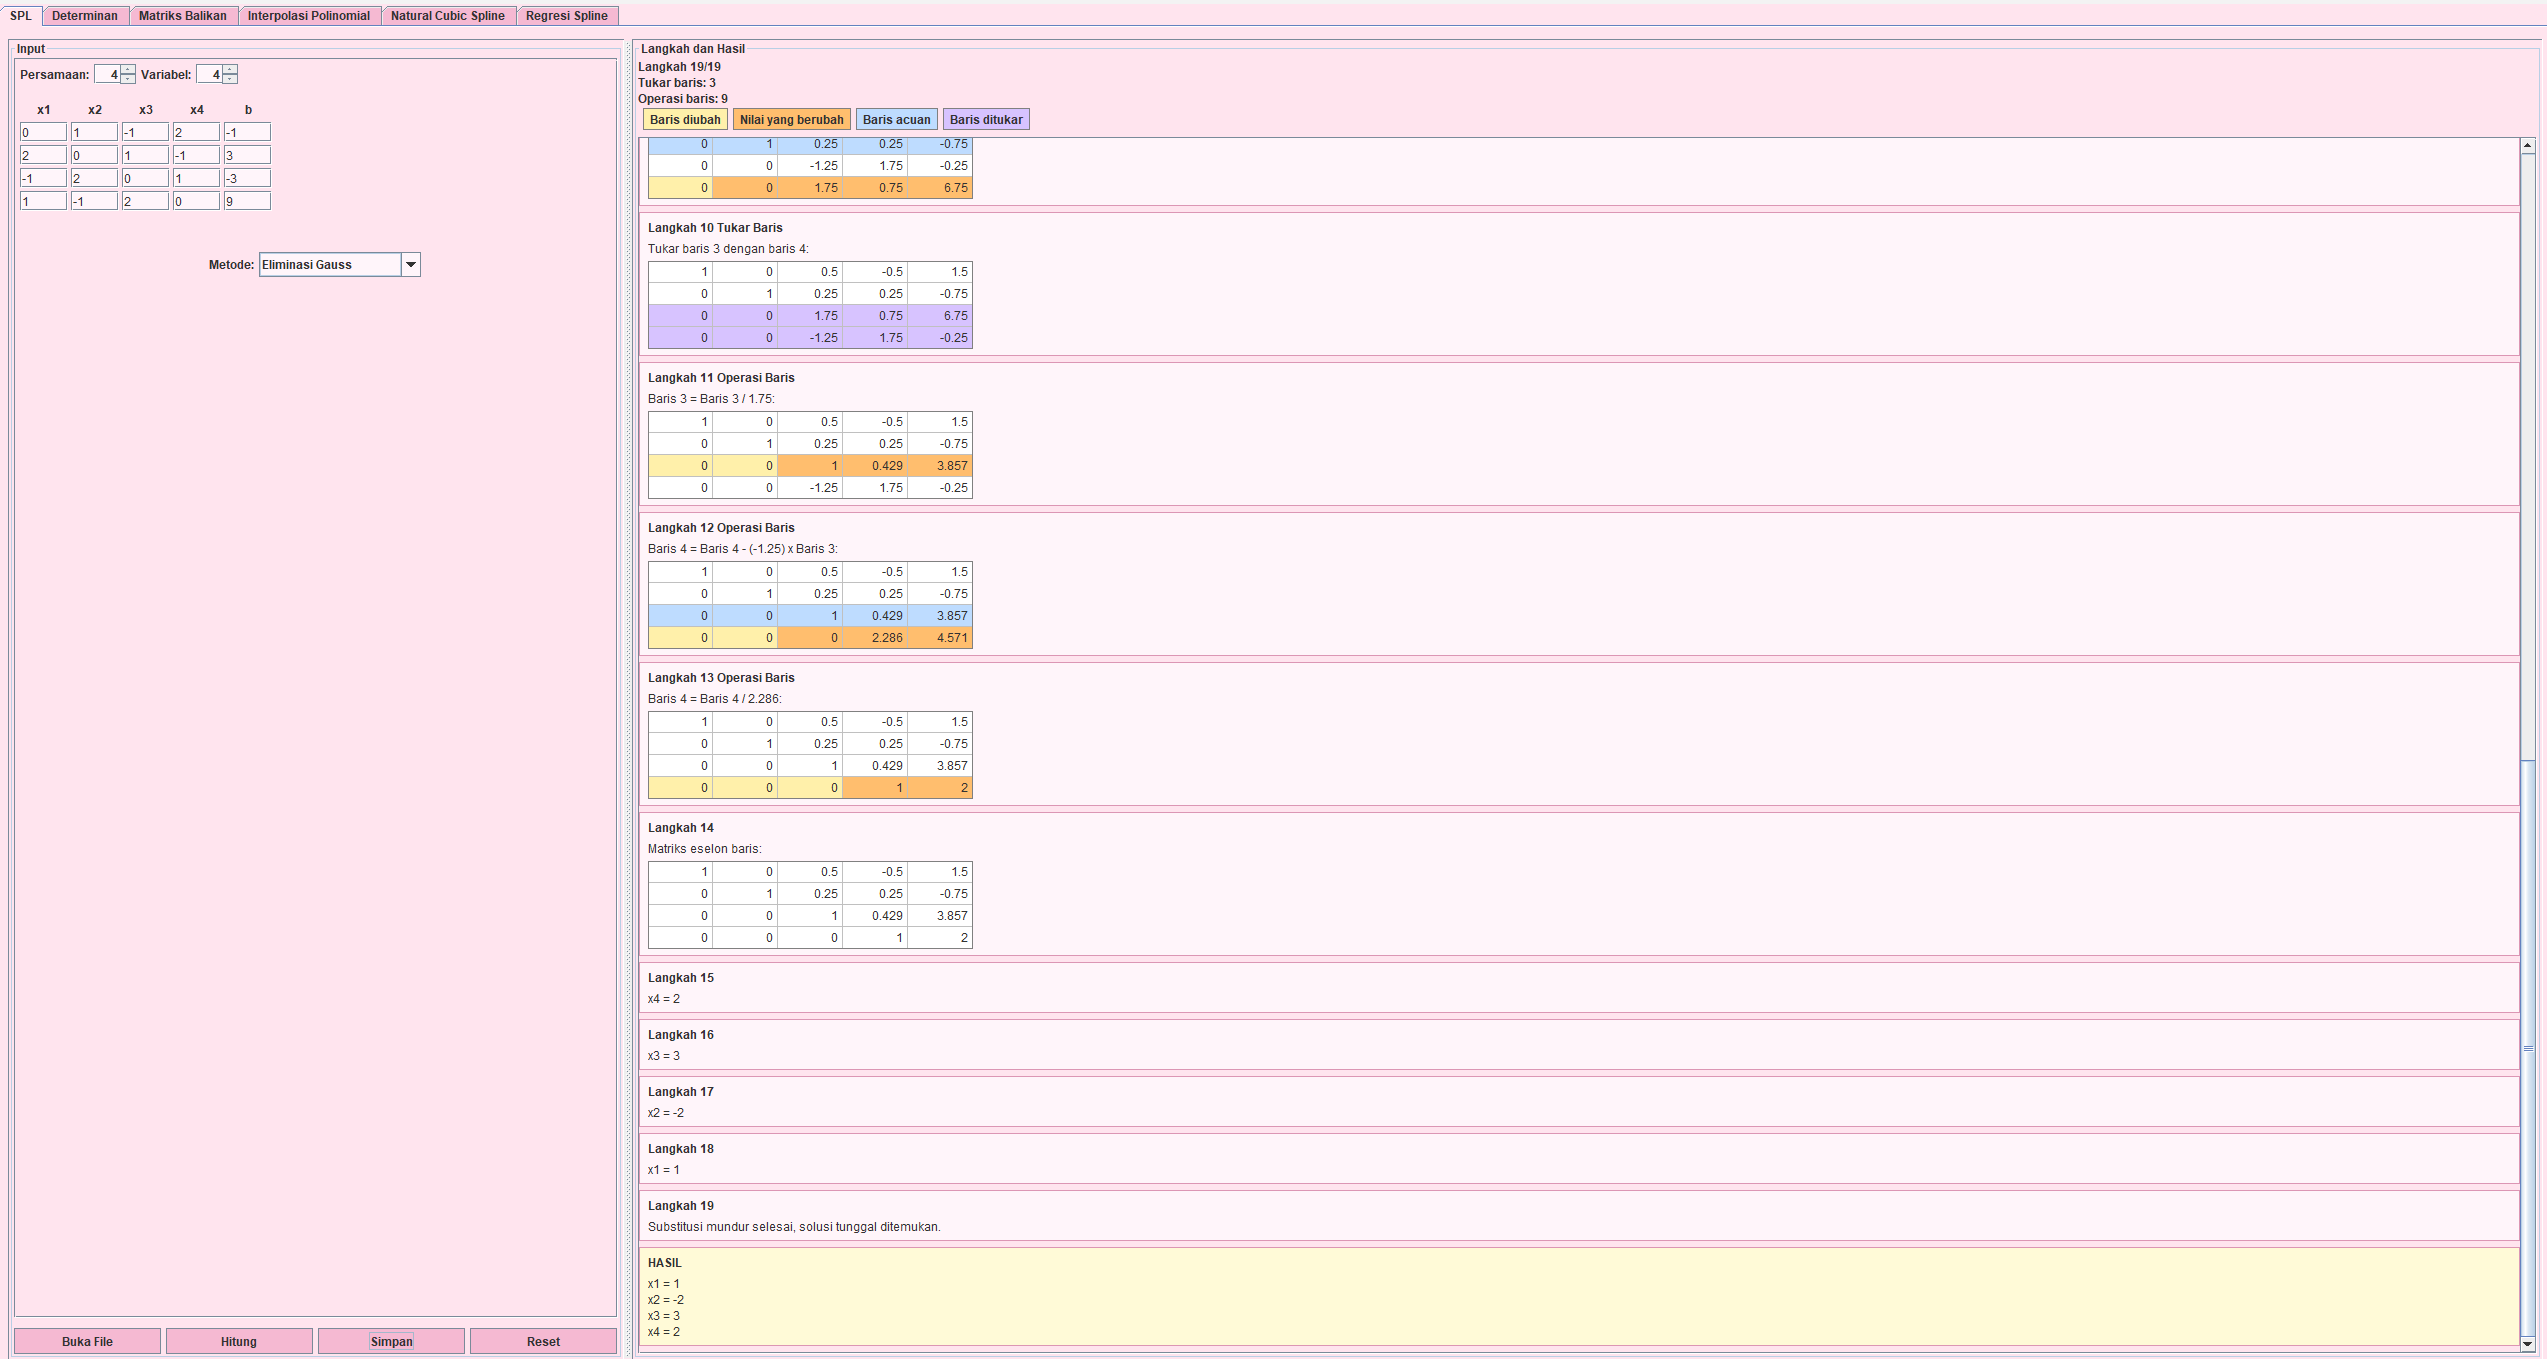 SPL Determinan Matriks Balikan Interpolasi Polinomial Natural Cubic Spline Regresi Spline
Input
Persamaan: 4 Variabel: 4
x1 x2 x3 x4 b
0 1 -1 2 -1
2 0 1 -1 3
-1 2 0 1 -3
1 -1 2 0 9
Metode: Eliminasi Gauss
Buka File Hitung Simpan Reset
Langkah dan Hasil
Langkah 19/19
Tukar baris: 3
Operasi baris: 9
Baris diubah Nilai yang berubah Baris acuan Baris ditukar
0 1 0.25 0.25 -0.75
0 0 -1.25 1.75 -0.25
0 0 1.75 0.75 6.75
Langkah 10 Tukar Baris
Tukar baris 3 dengan baris 4:
1 0 0.5 -0.5 1.5
0 1 0.25 0.25 -0.75
0 0 1.75 0.75 6.75
0 0 -1.25 1.75 -0.25
Langkah 11 Operasi Baris
Baris 3 = Baris 3 / 1.75:
1 0 0.5 -0.5 1.5
0 1 0.25 0.25 -0.75
0 0 1 0.429 3.857
0 0 -1.25 1.75 -0.25
Langkah 12 Operasi Baris
Baris 4 = Baris 4 - (-1.25) x Baris 3:
1 0 0.5 -0.5 1.5
0 1 0.25 0.25 -0.75
0 0 1 0.429 3.857
0 0 0 2.286 4.571
Langkah 13 Operasi Baris
Baris 4 = Baris 4 / 2.286:
1 0 0.5 -0.5 1.5
0 1 0.25 0.25 -0.75
0 0 1 0.429 3.857
0 0 0 1 2
Langkah 14
Matriks eselon baris:
1 0 0.5 -0.5 1.5
0 1 0.25 0.25 -0.75
0 0 1 0.429 3.857
0 0 0 1 2
Langkah 15
x4 = 2
Langkah 16
x3 = 3
Langkah 17
x2 = -2
Langkah 18
x1 = 1
Langkah 19
Substitusi mundur selesai, solusi tunggal ditemukan.
HASIL
x1 = 1
x2 = -2
x3 = 3
x4 = 2